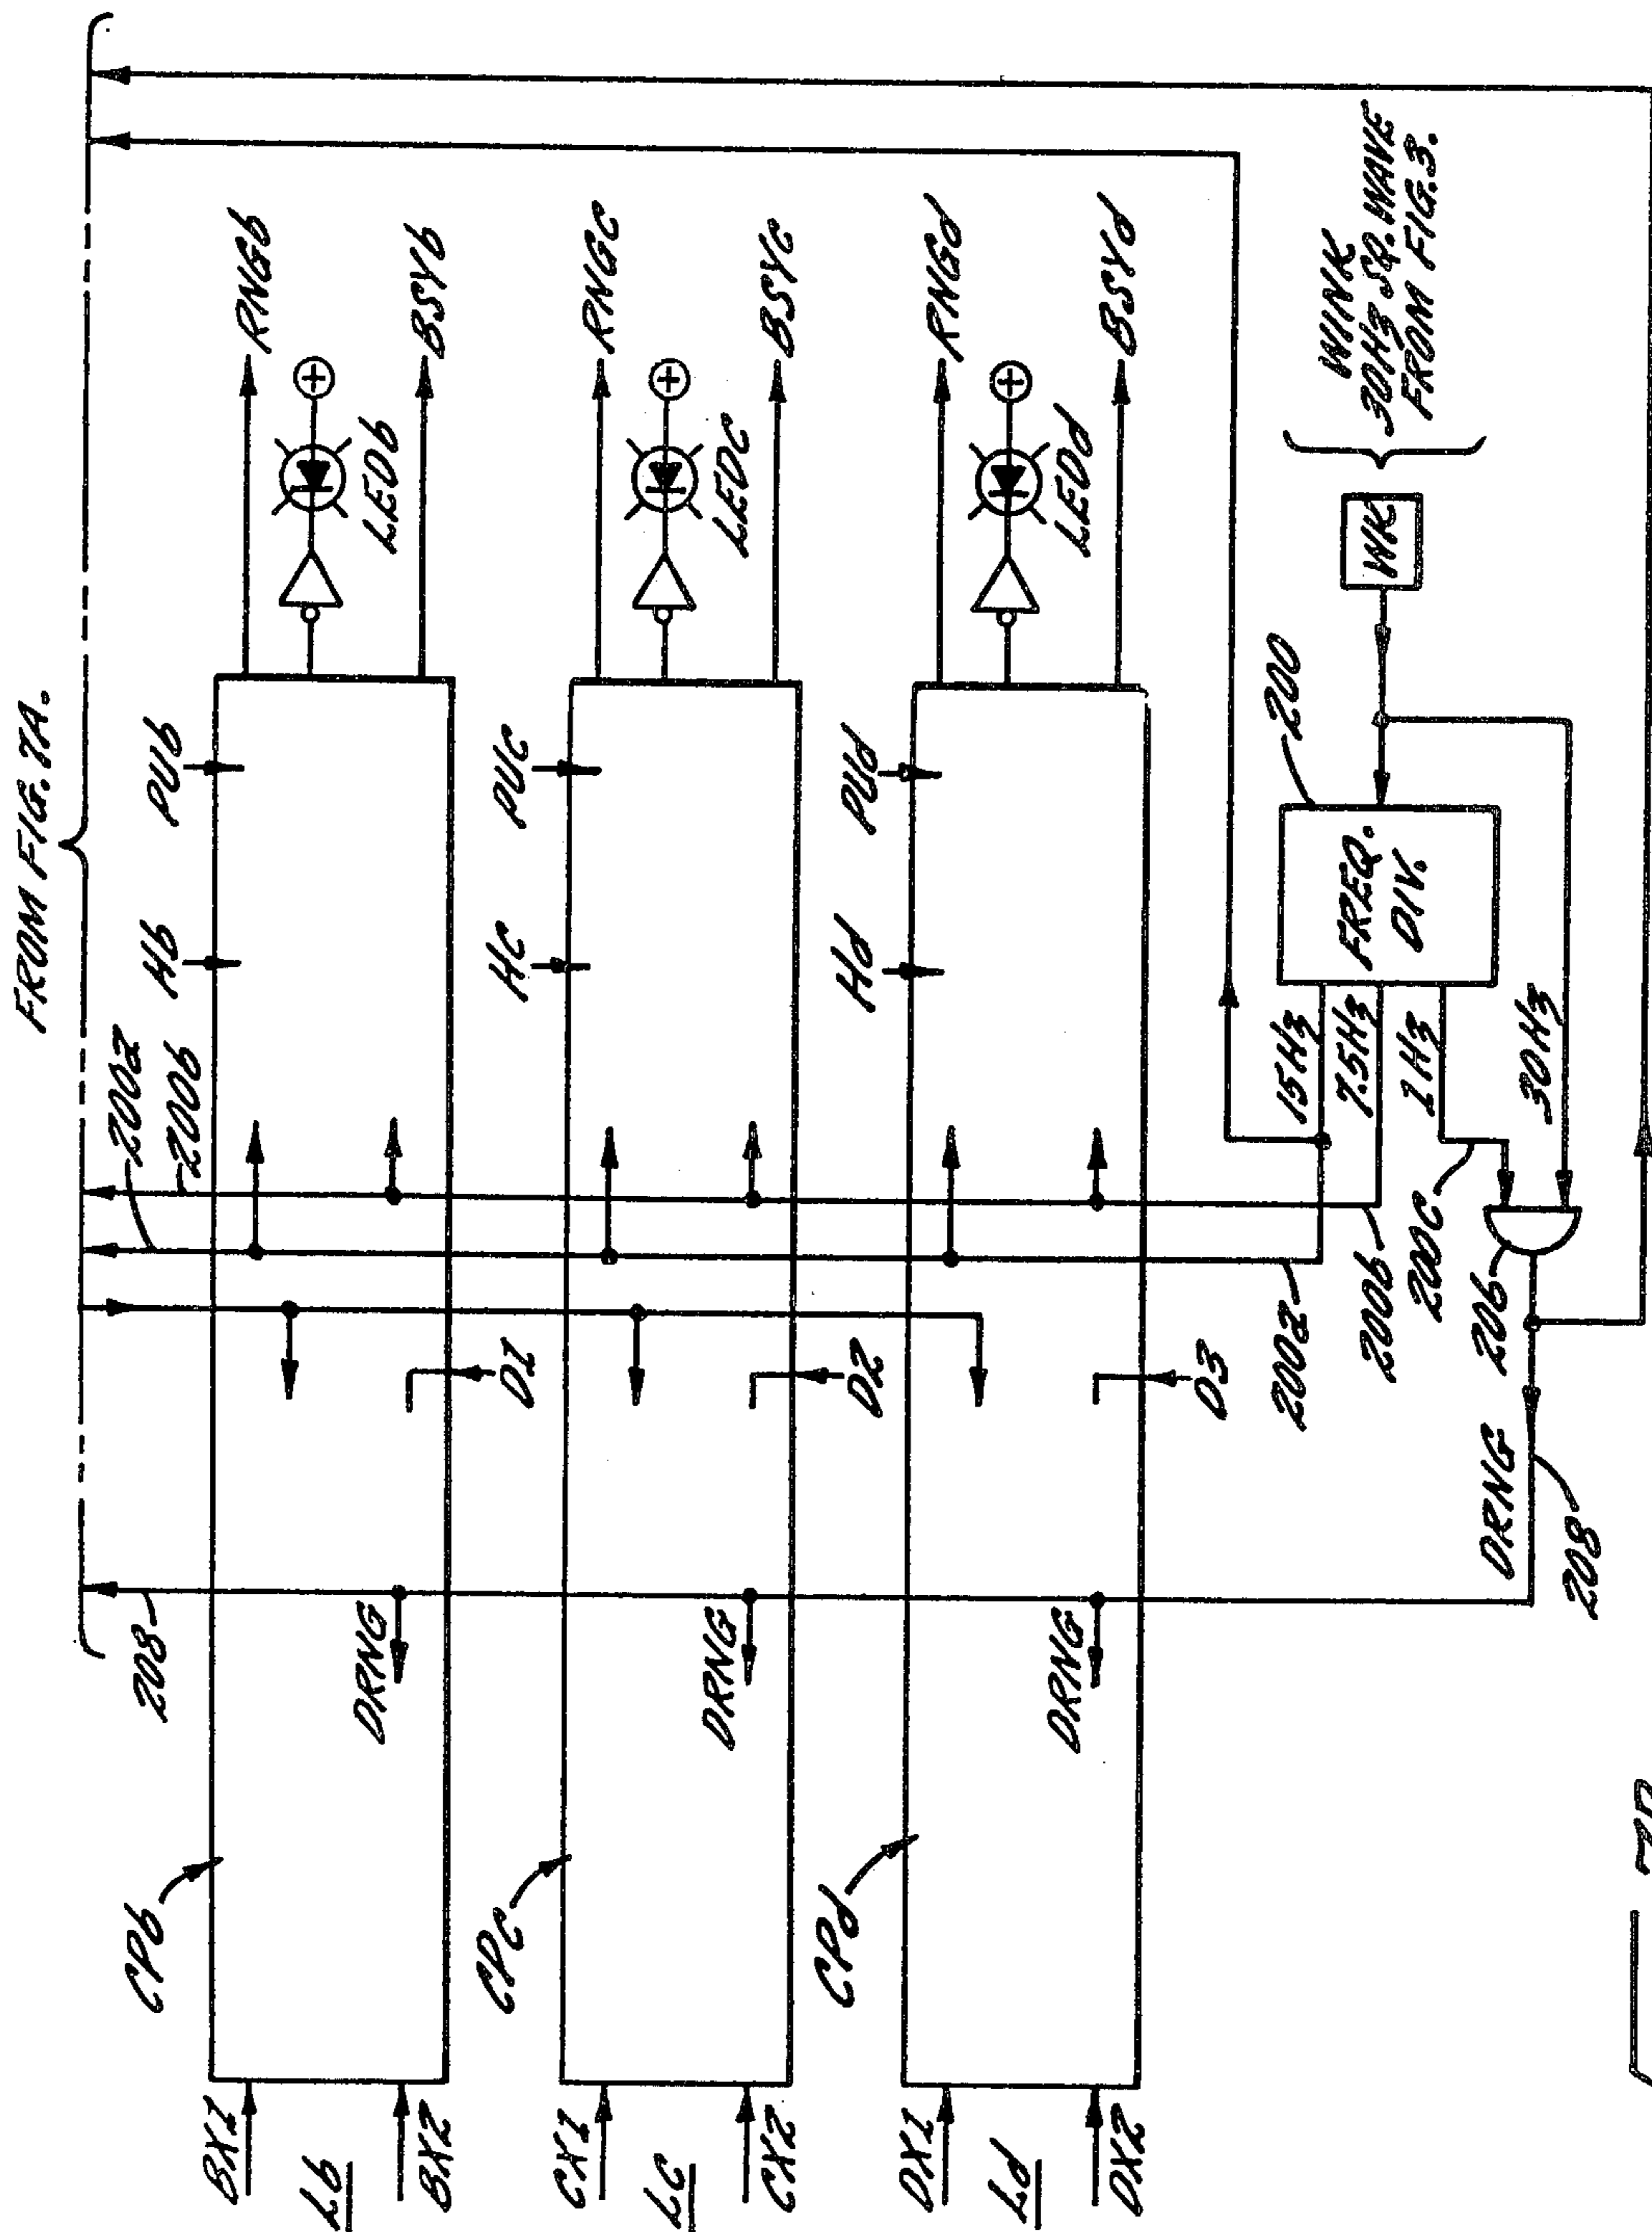 FROM FIG. 7A.
208
200a
200b
Hb
PUb
CPb
BX1
Lb
BX2
DRNG
D1
RNGb
LEDb
BSYb
Hc
PUc
CPc
CX1
Lc
CX2
DRNG
D2
RNGc
LEDc
BSYc
Hd
PUd
CPd
DX1
Ld
DX2
DRNG
D3
RNGd
LEDd
BSYd
200a
200b
200c
15Hz
7.5Hz
1Hz
30Hz
FREQ.
DIV.
200
WK
WINK
30Hz SQ. WAVE
FROM FIG. 3.
206
DRNG
208